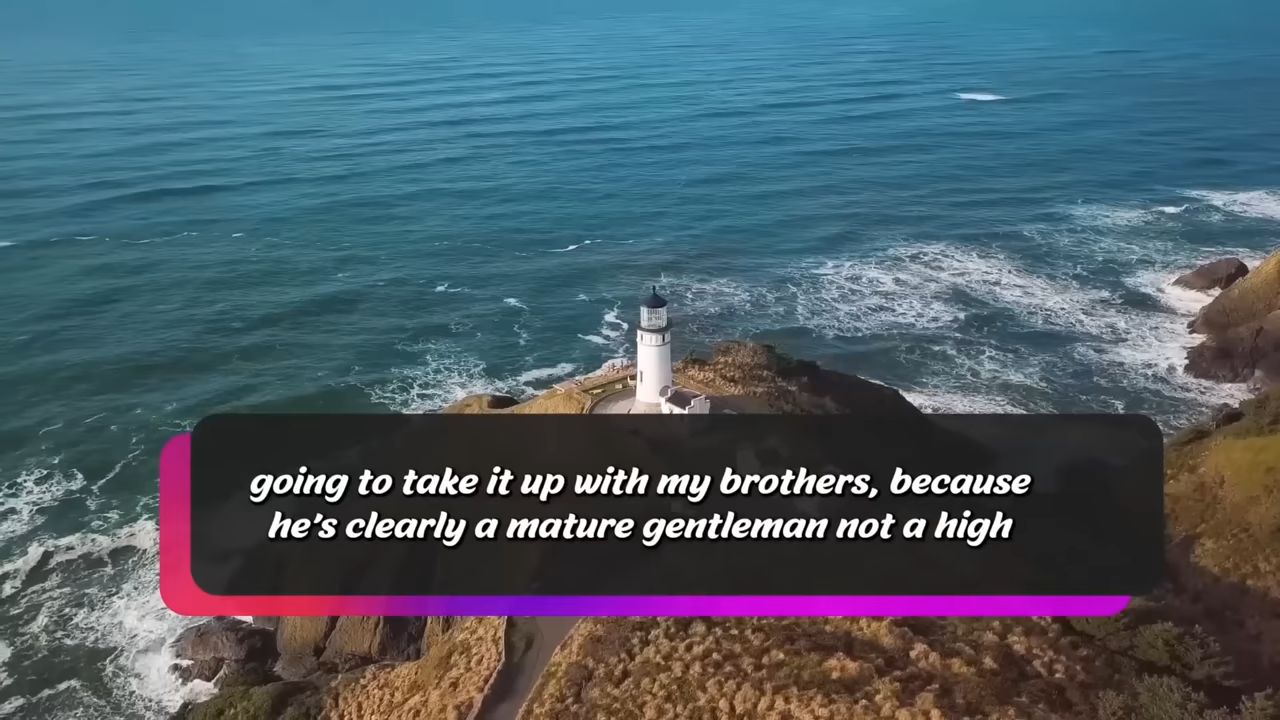 going to take it up with my brothers, because
he's clearly a mature gentleman not a high